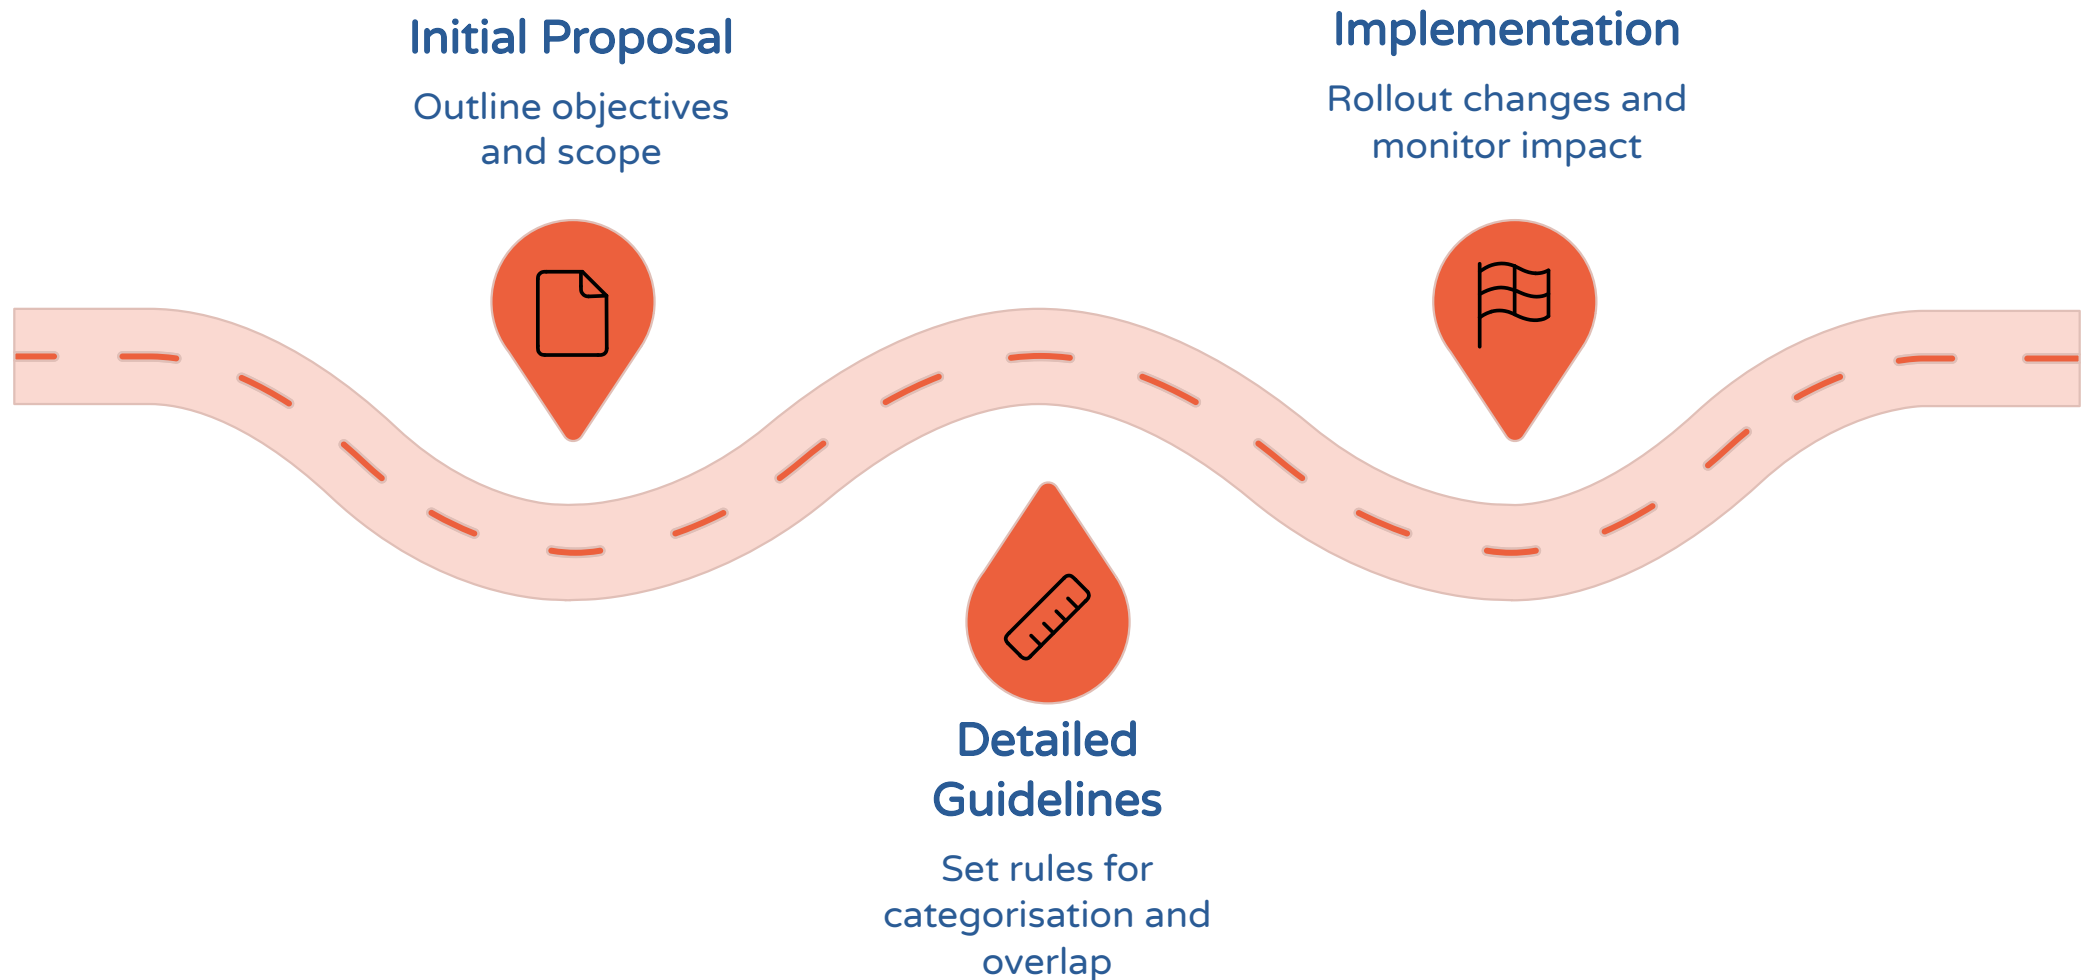 Initial Proposal
Outline objectives
and scope
Implementation
Rollout changes and
monitor impact
Detailed
Guidelines
Set rules for
categorisation and
overlap